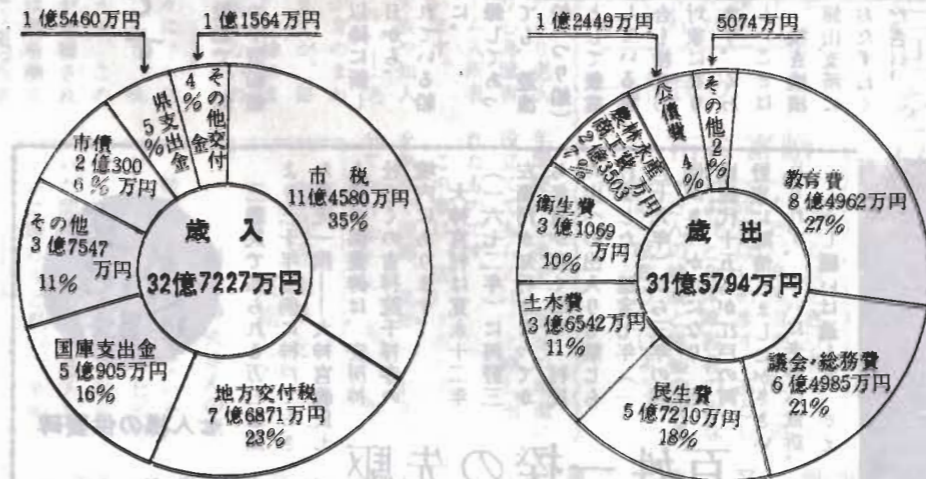 1億5460万円
1億1564万円
その他交付
金
4%
県支出金
5%
市債
2億300
万円
6%
その他
3億7547
万円
11%
国庫支出金
5億905万円
16%
地方交付税
7億6871万円
23%
市税
11億4580万円
35%
歳入
32億7227万円
1億2449万円
5074万円
その他2%
公債費
4%
農林水産
商工費
2億3503万円
7%
衛生費
3億1069
万円
10%
土木費
3億6542万円
11%
民生費
5億7210万円
18%
議会・総務費
6億4985万円
21%
教育費
8億4962万円
27%
歳出
31億5794万円